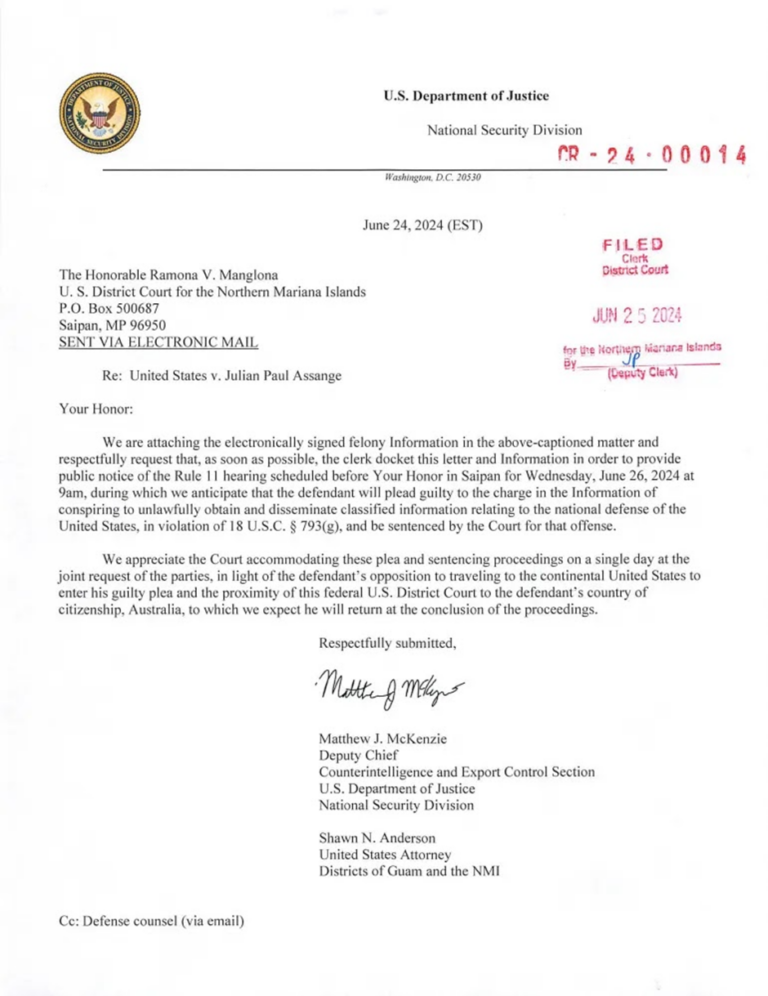 U.S. Department of Justice
National Security Division
CR - 24 - 00014
Washington, D.C. 20530
June 24, 2024 (EST)
FILED
Clerk
District Court
JUN 25 2024
for the Northern Mariana Islands
By JP
(Deputy Clerk)
The Honorable Ramona V. Manglona
U. S. District Court for the Northern Mariana Islands
P.O. Box 500687
Saipan, MP 96950
SENT VIA ELECTRONIC MAIL
Re: United States v. Julian Paul Assange
Your Honor:
We are attaching the electronically signed felony Information in the above-captioned matter and
respectfully request that, as soon as possible, the clerk docket this letter and Information in order to provide
public notice of the Rule 11 hearing scheduled before Your Honor in Saipan for Wednesday, June 26, 2024 at
9am, during which we anticipate that the defendant will plead guilty to the charge in the Information of
conspiring to unlawfully obtain and disseminate classified information relating to the national defense of the
United States, in violation of 18 U.S.C. § 793(g), and be sentenced by the Court for that offense.
We appreciate the Court accommodating these plea and sentencing proceedings on a single day at the
joint request of the parties, in light of the defendant's opposition to traveling to the continental United States to
enter his guilty plea and the proximity of this federal U.S. District Court to the defendant's country of
citizenship, Australia, to which we expect he will return at the conclusion of the proceedings.
Respectfully submitted,
Matthew J. McKenzie
Deputy Chief
Counterintelligence and Export Control Section
U.S. Department of Justice
National Security Division
Shawn N. Anderson
United States Attorney
Districts of Guam and the NMI
Cc: Defense counsel (via email)